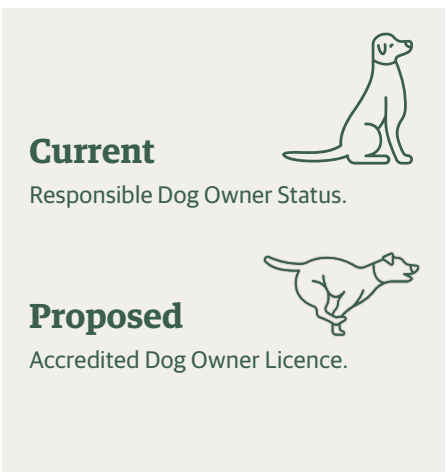 Current
Responsible Dog Owner Status.
Proposed
Accredited Dog Owner Licence.